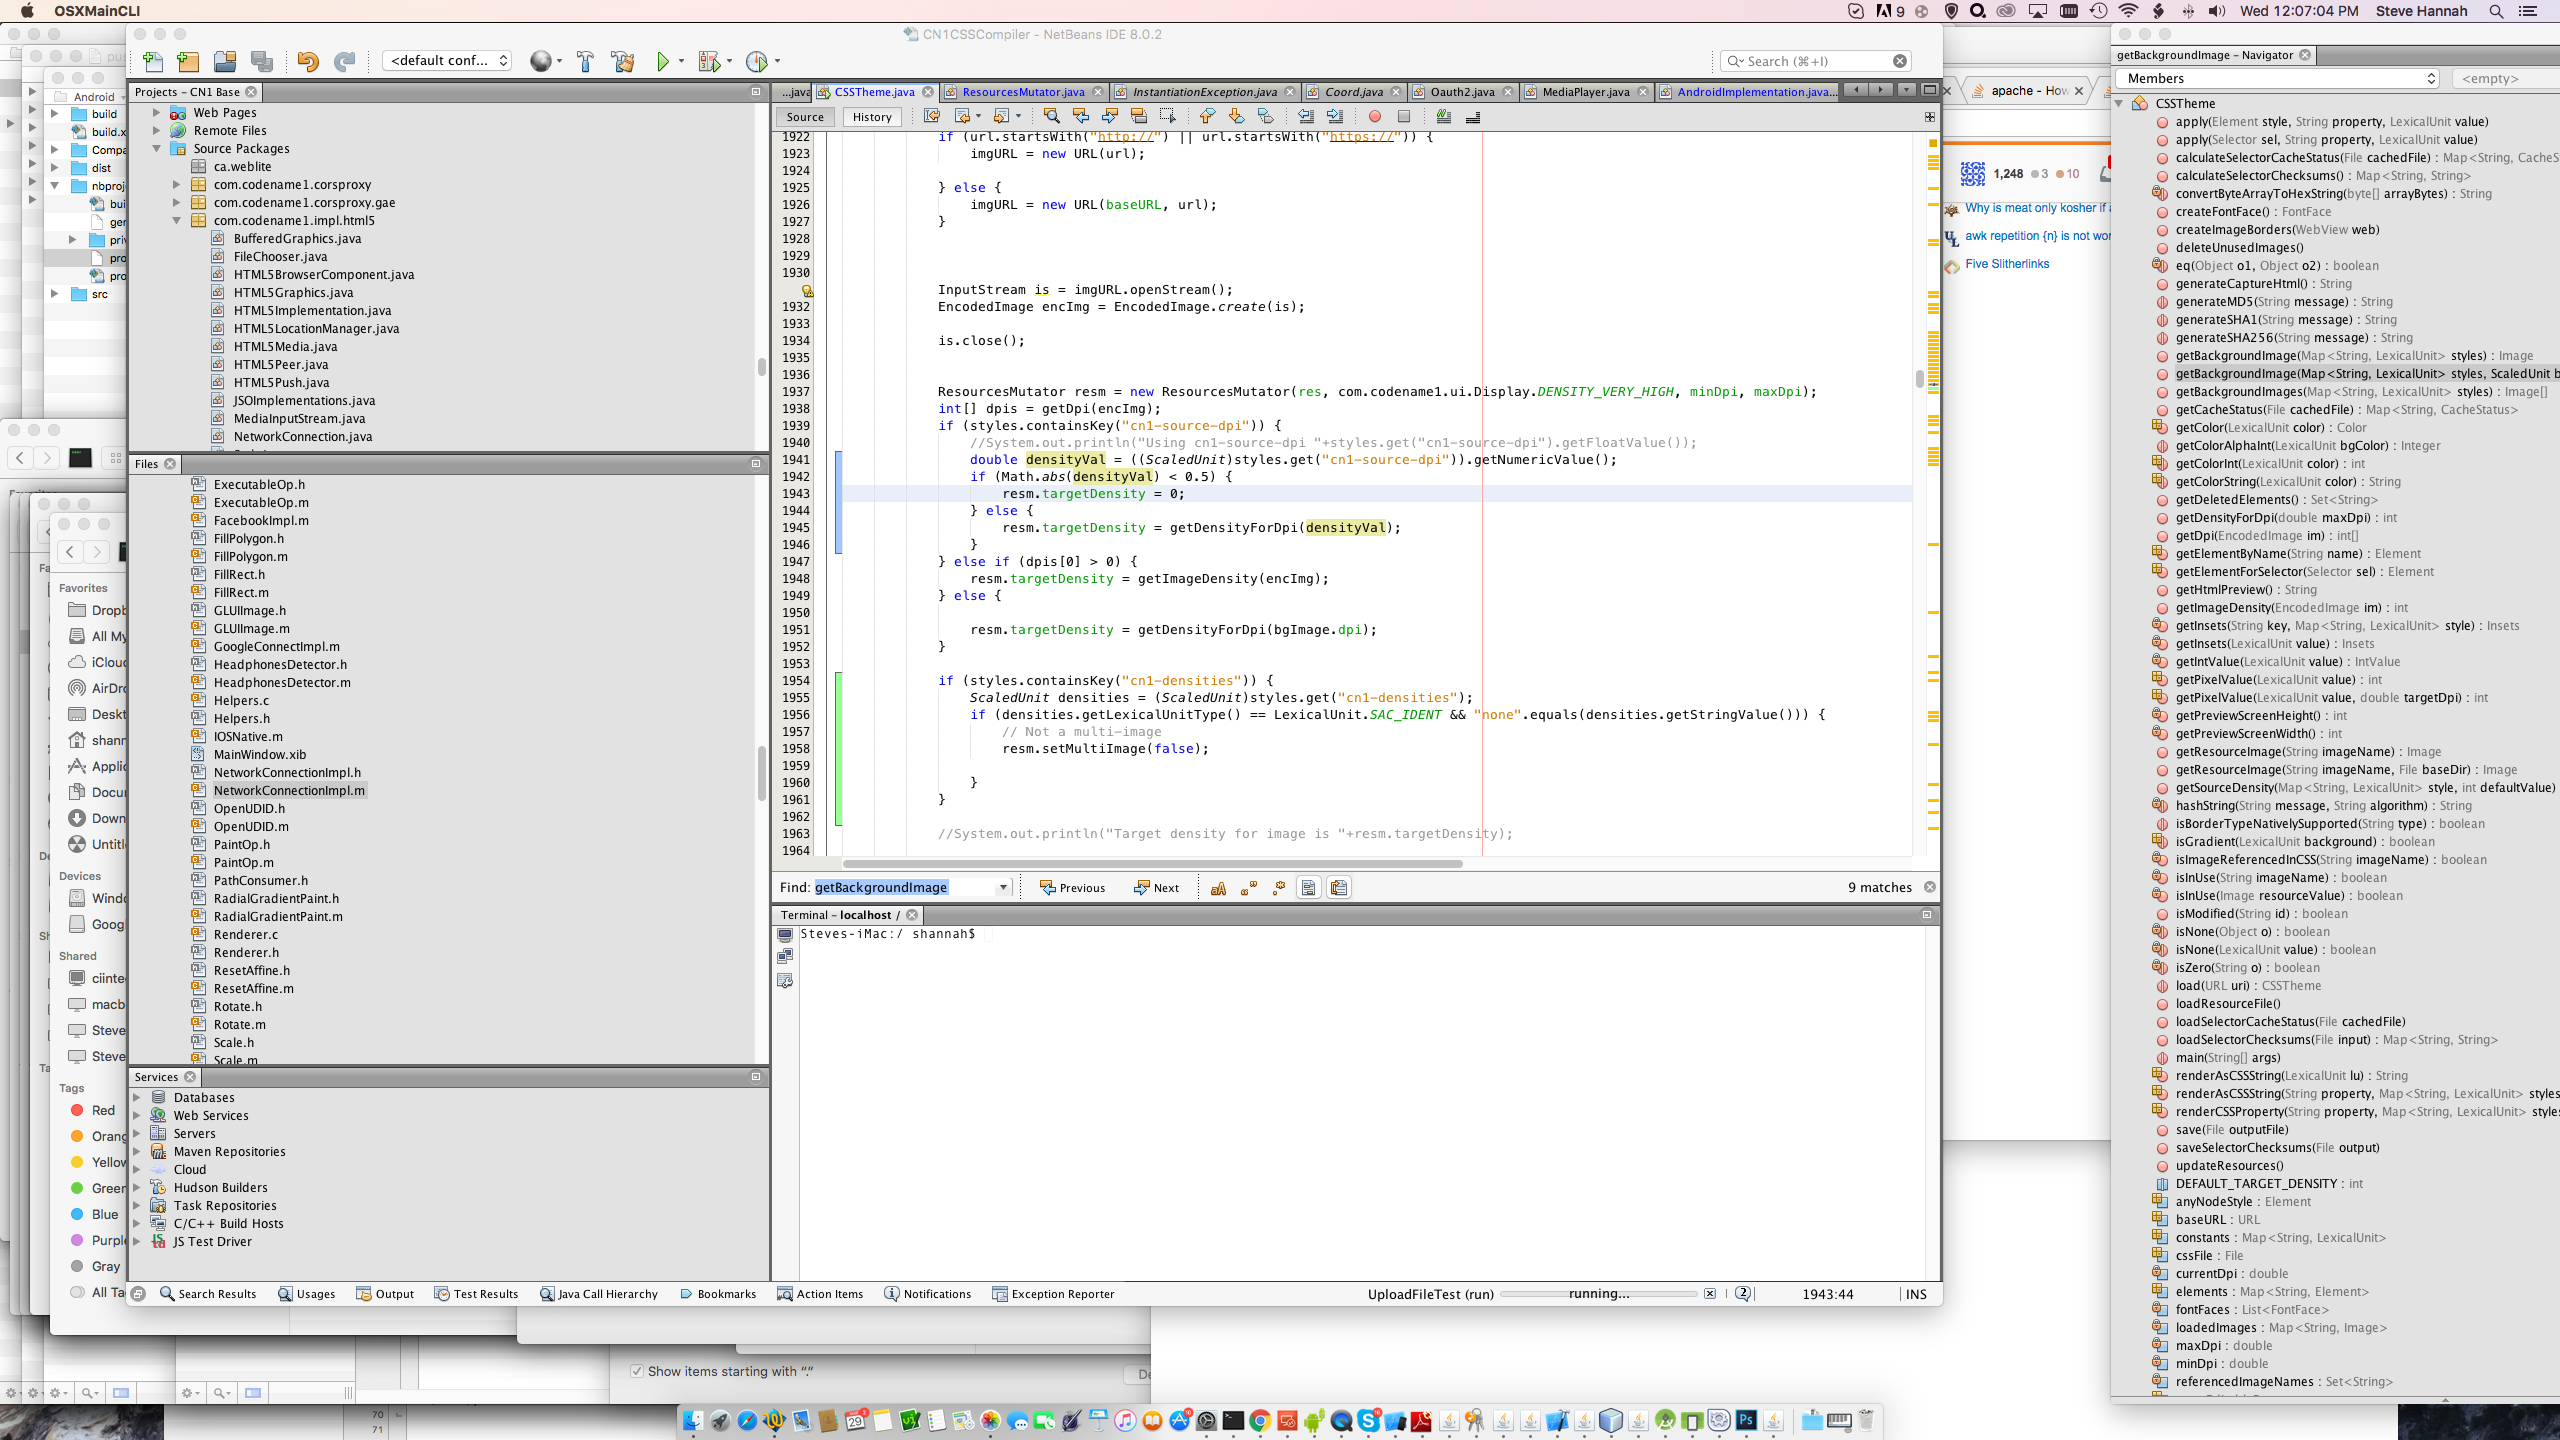 OSXMainCLI
9
Wed 12:07:04 PM Steve Hannah
CN1CSSCompiler - NetBeans IDE 8.0.2
<default conf...
Search (⌘+I)
Projects – CN1 Base
Web Pages
Remote Files
Source Packages
ca.weblite
com.codename1.corsproxy
com.codename1.corsproxy.gae
com.codename1.impl.html5
BufferedGraphics.java
FileChooser.java
HTML5BrowserComponent.java
HTML5Graphics.java
HTML5Implementation.java
HTML5LocationManager.java
HTML5Media.java
HTML5Peer.java
HTML5Push.java
JSOImplementations.java
MediaInputStream.java
NetworkConnection.java
Android
build
build.x
Compa
dist
nbproj
bui
gen
priv
pro
pro
src
Files
ExecutableOp.h
ExecutableOp.m
FacebookImpl.m
FillPolygon.h
FillPolygon.m
FillRect.h
FillRect.m
GLUIImage.h
GLUIImage.m
GoogleConnectImpl.m
HeadphonesDetector.h
HeadphonesDetector.m
Helpers.c
Helpers.h
IOSNative.m
MainWindow.xib
NetworkConnectionImpl.h
NetworkConnectionImpl.m
OpenUDID.h
OpenUDID.m
PaintOp.h
PaintOp.m
PathConsumer.h
RadialGradientPaint.h
RadialGradientPaint.m
Renderer.c
Renderer.h
ResetAffine.h
ResetAffine.m
Rotate.h
Rotate.m
Scale.h
Scale.m
Favorites
Dropb
All My
iCloud
AirDro
Deskt
shann
Applic
Docu
Down
Untitl
Devices
Windo
Goog
Shared
ciinte
macb
Steve
Steve
Tags
Red
Orang
Yellow
Green
Blue
Purple
Gray
All Ta
Services
Databases
Web Services
Servers
Maven Repositories
Cloud
Hudson Builders
Task Repositories
C/C++ Build Hosts
JS Test Driver
...java CSSTheme.java ResourcesMutator.java InstantiationException.java Coord.java Oauth2.java MediaPlayer.java AndroidImplementation.java...
Source History
1922 if (url.startsWith("http://") || url.startsWith("https://")) {
1923 imgURL = new URL(url);
1924
1925 } else {
1926 imgURL = new URL(baseURL, url);
1927 }
1928
1929
1930
InputStream is = imgURL.openStream();
1932 EncodedImage encImg = EncodedImage.create(is);
1933
1934 is.close();
1935
1936
1937 ResourcesMutator resm = new ResourcesMutator(res, com.codename1.ui.Display.DENSITY_VERY_HIGH, minDpi, maxDpi);
1938 int[] dpis = getDpi(encImg);
1939 if (styles.containsKey("cn1-source-dpi")) {
1940 //System.out.println("Using cn1-source-dpi "+styles.get("cn1-source-dpi").getFloatValue());
1941 double densityVal = ((ScaledUnit)styles.get("cn1-source-dpi")).getNumericValue();
1942 if (Math.abs(densityVal) < 0.5) {
1943 resm.targetDensity = 0;
1944 } else {
1945 resm.targetDensity = getDensityForDpi(densityVal);
1946 }
1947 } else if (dpis[0] > 0) {
1948 resm.targetDensity = getImageDensity(encImg);
1949 } else {
1950
1951 resm.targetDensity = getDensityForDpi(bgImage.dpi);
1952 }
1953
1954 if (styles.containsKey("cn1-densities")) {
1955 ScaledUnit densities = (ScaledUnit)styles.get("cn1-densities");
1956 if (densities.getLexicalUnitType() == LexicalUnit.SAC_IDENT && "none".equals(densities.getStringValue())) {
1957 // Not a multi-image
1958 resm.setMultiImage(false);
1959
1960 }
1961 }
1962
1963 //System.out.println("Target density for image is "+resm.targetDensity);
1964
Find: getBackgroundImage Previous Next 9 matches
Terminal – localhost /
Steves-iMac:/ shannah$
Search Results Usages Output Test Results Java Call Hierarchy Bookmarks Action Items Notifications Exception Reporter
UploadFileTest (run) running... 1943:44 INS
Show items starting with “.”
70
71
apache - How
1,248 3 10
Why is meat only kosher if a
awk repetition {n} is not wor
Five Slitherlinks
getBackgroundImage – Navigator
Members <empty>
CSSTheme
apply(Element style, String property, LexicalUnit value)
apply(Selector sel, String property, LexicalUnit value)
calculateSelectorCacheStatus(File cachedFile) : Map<String, CacheS
calculateSelectorChecksums() : Map<String, String>
convertByteArrayToHexString(byte[] arrayBytes) : String
createFontFace() : FontFace
createImageBorders(WebView web)
deleteUnusedImages()
eq(Object o1, Object o2) : boolean
generateCaptureHtml() : String
generateMD5(String message) : String
generateSHA1(String message) : String
generateSHA256(String message) : String
getBackgroundImage(Map<String, LexicalUnit> styles) : Image
getBackgroundImage(Map<String, LexicalUnit> styles, ScaledUnit b
getBackgroundImages(Map<String, LexicalUnit> styles) : Image[]
getCacheStatus(File cachedFile) : Map<String, CacheStatus>
getColor(LexicalUnit color) : Color
getColorAlphaInt(LexicalUnit bgColor) : Integer
getColorInt(LexicalUnit color) : int
getColorString(LexicalUnit color) : String
getDeletedElements() : Set<String>
getDensityForDpi(double maxDpi) : int
getDpi(EncodedImage im) : int[]
getElementByName(String name) : Element
getElementForSelector(Selector sel) : Element
getHtmlPreview() : String
getImageDensity(EncodedImage im) : int
getInsets(String key, Map<String, LexicalUnit> style) : Insets
getInsets(LexicalUnit value) : Insets
getIntValue(LexicalUnit value) : IntValue
getPixelValue(LexicalUnit value) : int
getPixelValue(LexicalUnit value, double targetDpi) : int
getPreviewScreenHeight() : int
getPreviewScreenWidth() : int
getResourceImage(String imageName) : Image
getResourceImage(String imageName, File baseDir) : Image
getSourceDensity(Map<String, LexicalUnit> style, int defaultValue)
hashString(String message, String algorithm) : String
isBorderTypeNativelySupported(String type) : boolean
isGradient(LexicalUnit background) : boolean
isImageReferencedInCSS(String imageName) : boolean
isInUse(String imageName) : boolean
isInUse(Image resourceValue) : boolean
isModified(String id) : boolean
isNone(Object o) : boolean
isNone(LexicalUnit value) : boolean
isZero(String o) : boolean
load(URL uri) : CSSTheme
loadResourceFile()
loadSelectorCacheStatus(File cachedFile)
loadSelectorChecksums(File input) : Map<String, String>
main(String[] args)
renderAsCSSString(LexicalUnit lu) : String
renderAsCSSString(String property, Map<String, LexicalUnit> styles
renderCSSProperty(String property, Map<String, LexicalUnit> styles
save(File outputFile)
saveSelectorChecksums(File output)
updateResources()
DEFAULT_TARGET_DENSITY : int
anyNodeStyle : Element
baseURL : URL
constants : Map<String, LexicalUnit>
cssFile : File
currentDpi : double
elements : Map<String, Element>
fontFaces : List<FontFace>
loadedImages : Map<String, Image>
maxDpi : double
minDpi : double
referencedImageNames : Set<String>